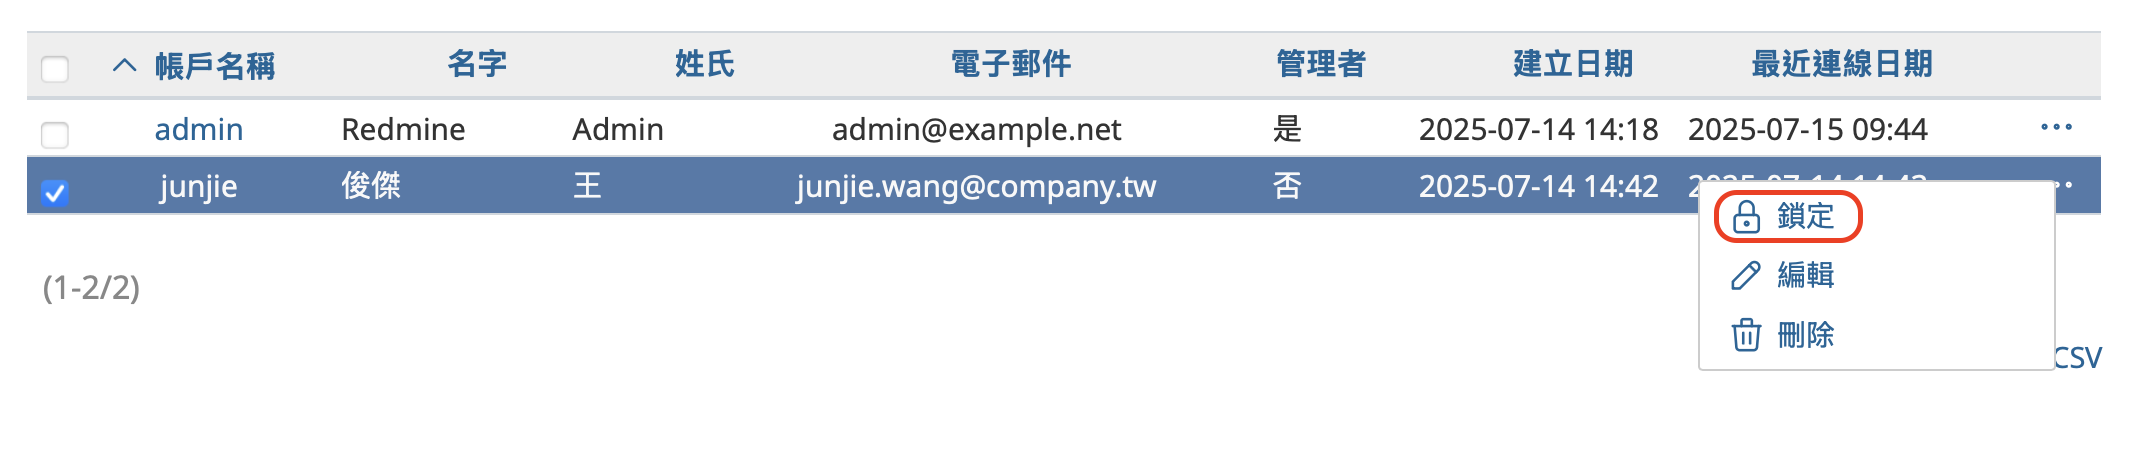 帳戶名稱 名字 姓氏 電子郵件 管理者 建立日期 最近連線日期
admin Redmine Admin admin@example.net 是 2025-07-14 14:18 2025-07-15 09:44
junjie 俊傑 王 junjie.wang@company.tw 否 2025-07-14 14:42
鎖定
編輯
刪除
(1-2/2)
CSV